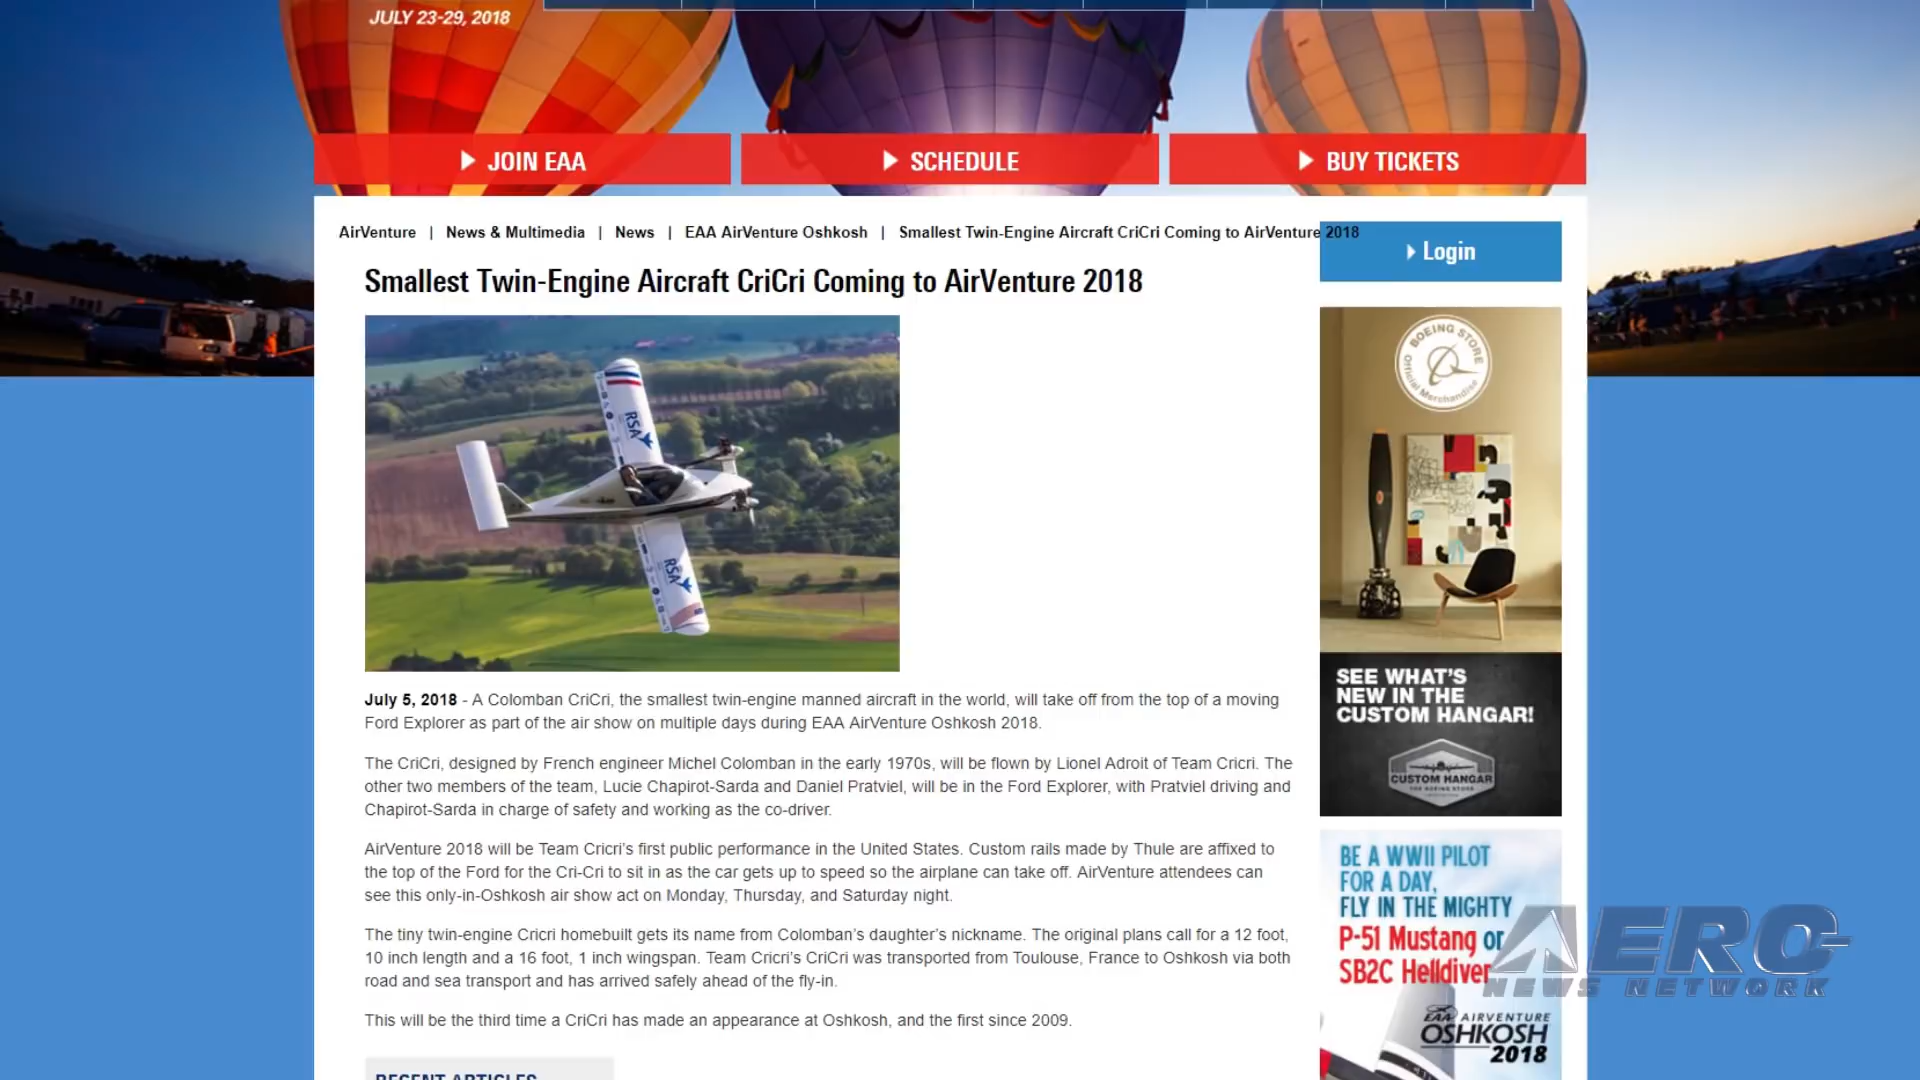 JULY 23-29, 2018
JOIN EAA
SCHEDULE
BUY TICKETS
AirVenture | News & Multimedia | News | EAA AirVenture Oshkosh | Smallest Twin-Engine Aircraft CriCri Coming to AirVenture 2018
Login
Smallest Twin-Engine Aircraft CriCri Coming to AirVenture 2018
BOEING STORE
Official Merchandise
RSA
RSA
SEE WHAT'S
NEW IN THE
CUSTOM HANGAR!
CUSTOM HANGAR
THE BOEING STORE
July 5, 2018 - A Colomban CriCri, the smallest twin-engine manned aircraft in the world, will take off from the top of a moving
Ford Explorer as part of the air show on multiple days during EAA AirVenture Oshkosh 2018.
The CriCri, designed by French engineer Michel Colomban in the early 1970s, will be flown by Lionel Adroit of Team Cricri. The
other two members of the team, Lucie Chapirot-Sarda and Daniel Pratviel, will be in the Ford Explorer, with Pratviel driving and
Chapirot-Sarda in charge of safety and working as the co-driver.
AirVenture 2018 will be Team Cricri's first public performance in the United States. Custom rails made by Thule are affixed to
the top of the Ford for the Cri-Cri to sit in as the car gets up to speed so the airplane can take off. AirVenture attendees can
see this only-in-Oshkosh air show act on Monday, Thursday, and Saturday night.
The tiny twin-engine Cricri homebuilt gets its name from Colomban's daughter's nickname. The original plans call for a 12 foot,
10 inch length and a 16 foot, 1 inch wingspan. Team Cricri's CriCri was transported from Toulouse, France to Oshkosh via both
road and sea transport and has arrived safely ahead of the fly-in.
This will be the third time a CriCri has made an appearance at Oshkosh, and the first since 2009.
BE A WWII PILOT
FOR A DAY,
FLY IN THE MIGHTY
P-51 Mustang or
SB2C Helldiver
EAA AIRVENTURE
OSHKOSH
2018
AERO
NEWS NETWORK
RECENT ARTICLES